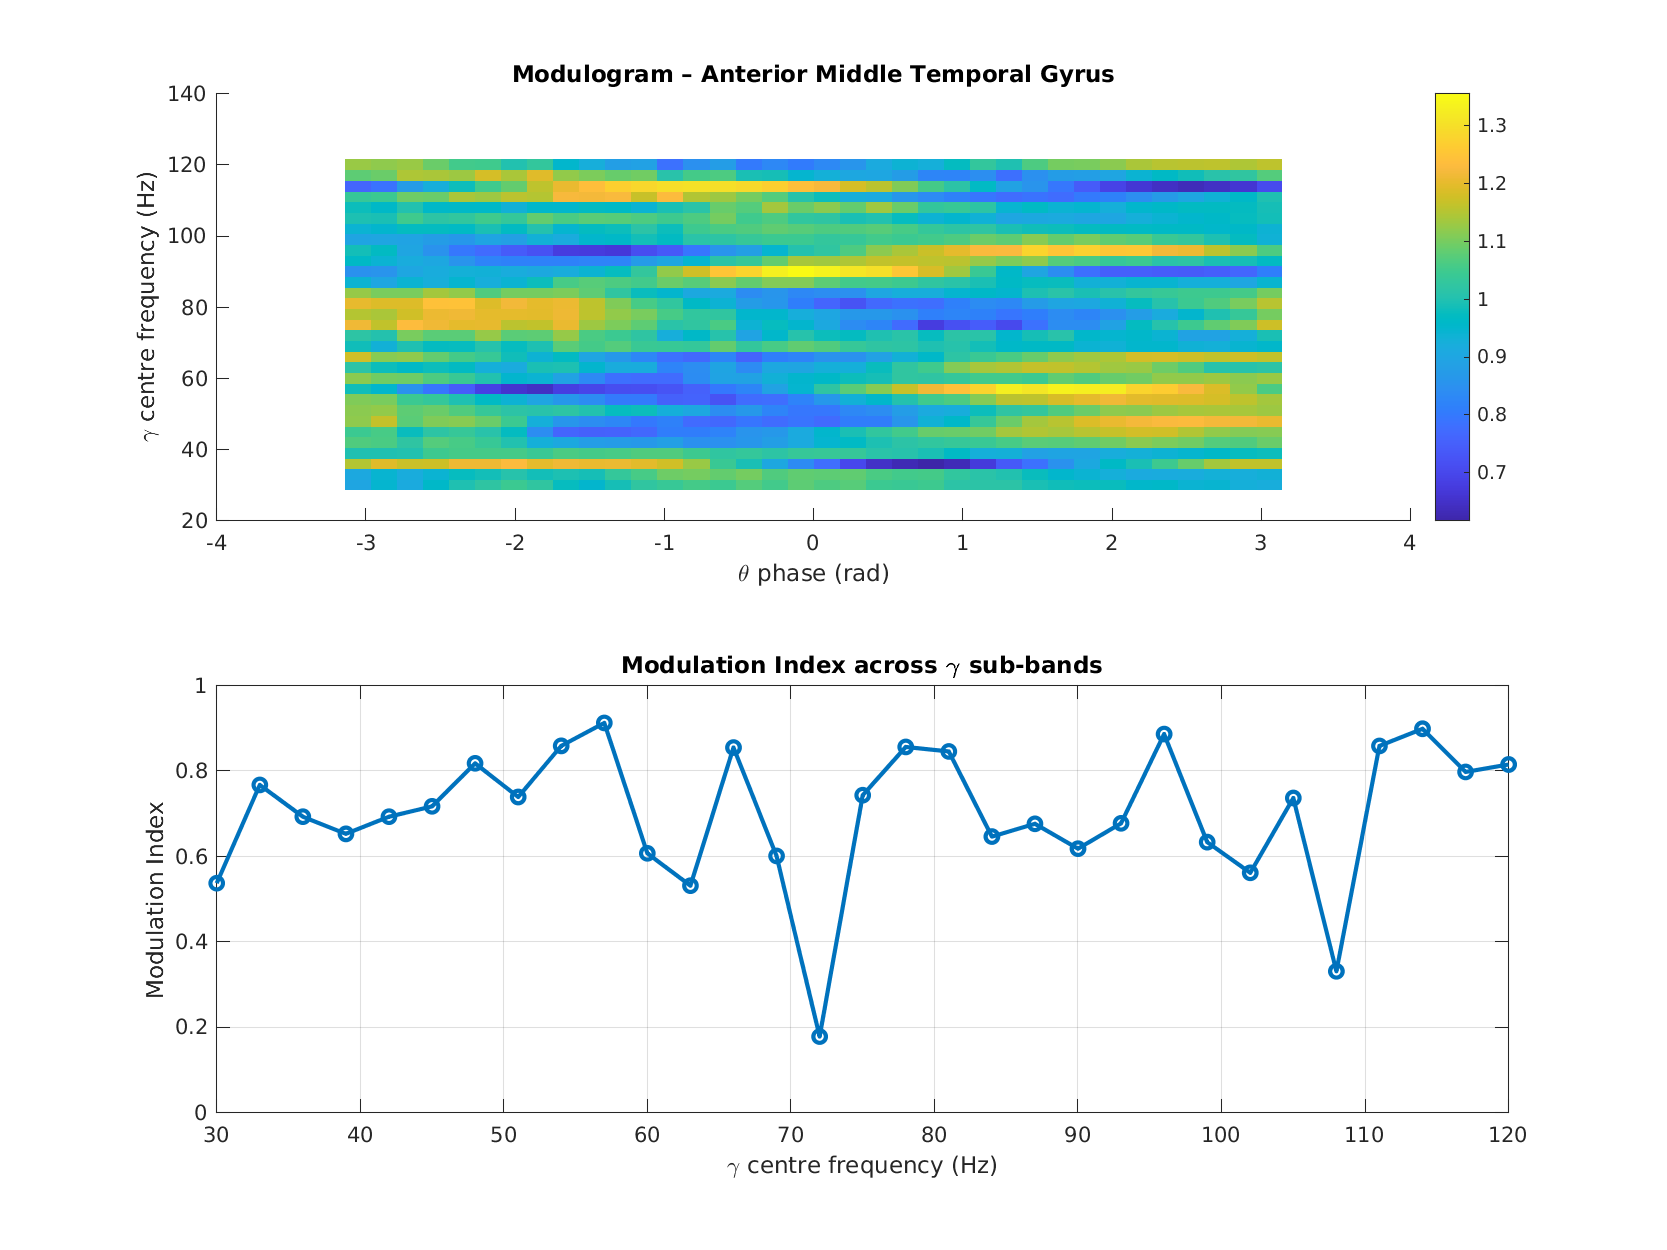 Modulogram – Anterior Middle Temporal Gyrus
140
120
100
80
60
40
20
γ centre frequency (Hz)
-4 -3 -2 -1 0 1 2 3 4
θ phase (rad)
1.3
1.2
1.1
1
0.9
0.8
0.7
Modulation Index across γ sub-bands
1
0.8
0.6
0.4
0.2
0
Modulation Index
30 40 50 60 70 80 90 100 110 120
γ centre frequency (Hz)